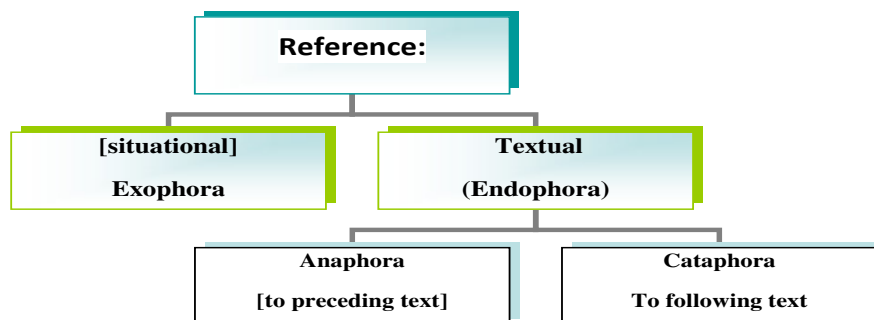 Reference:
[situational]
Exophora
Textual
(Endophora)
Anaphora
[to preceding text]
Cataphora
To following text